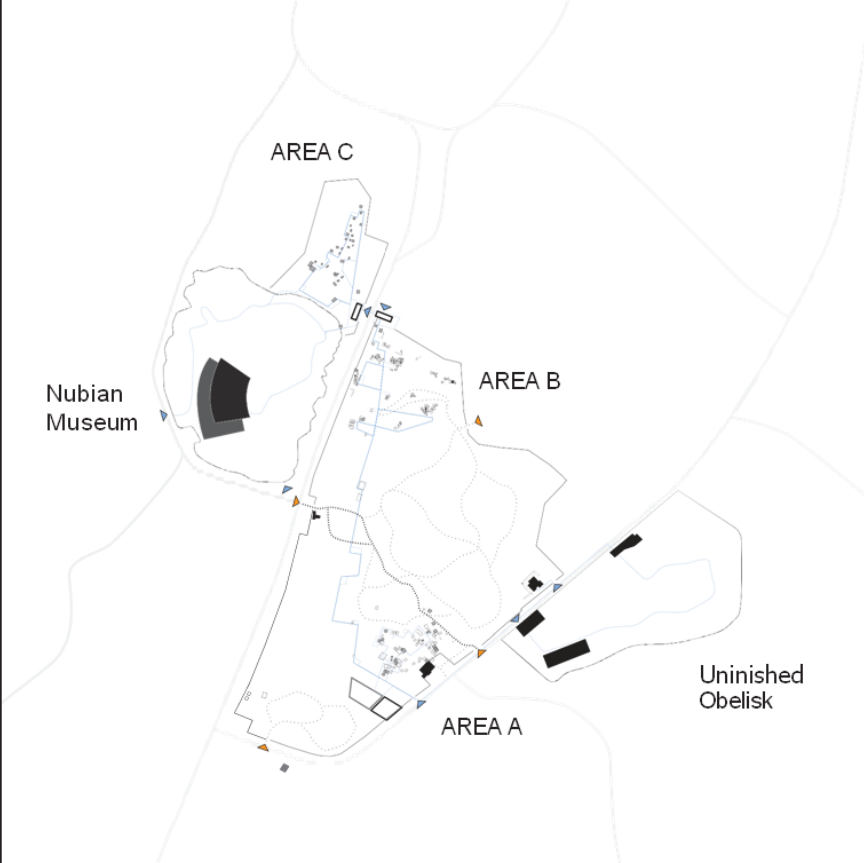 AREA C
AREA B
Nubian
Museum
Uninished
Obelisk
AREA A